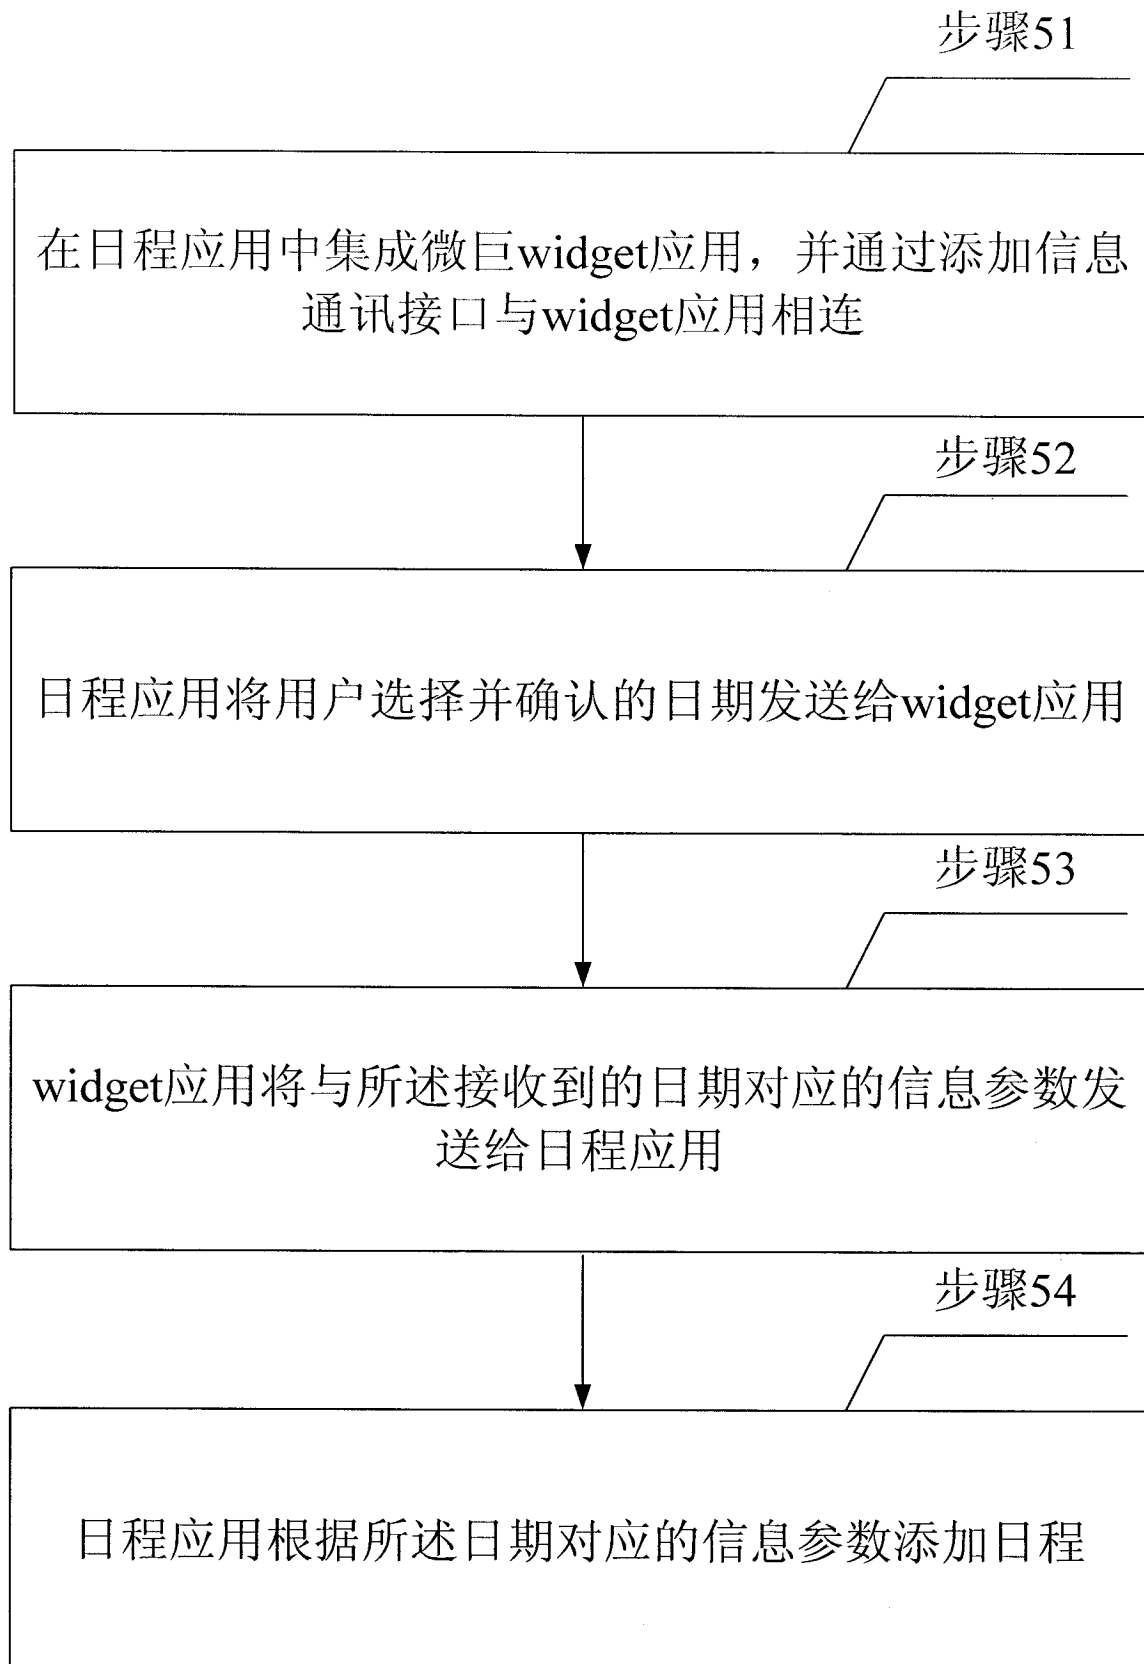 步骤51
在日程应用中集成微巨widget应用，并通过添加信息
通讯接口与widget应用相连
步骤52
日程应用将用户选择并确认的日期发送给widget应用
步骤53
widget应用将与所述接收到的日期对应的信息参数发
送给日程应用
步骤54
日程应用根据所述日期对应的信息参数添加日程